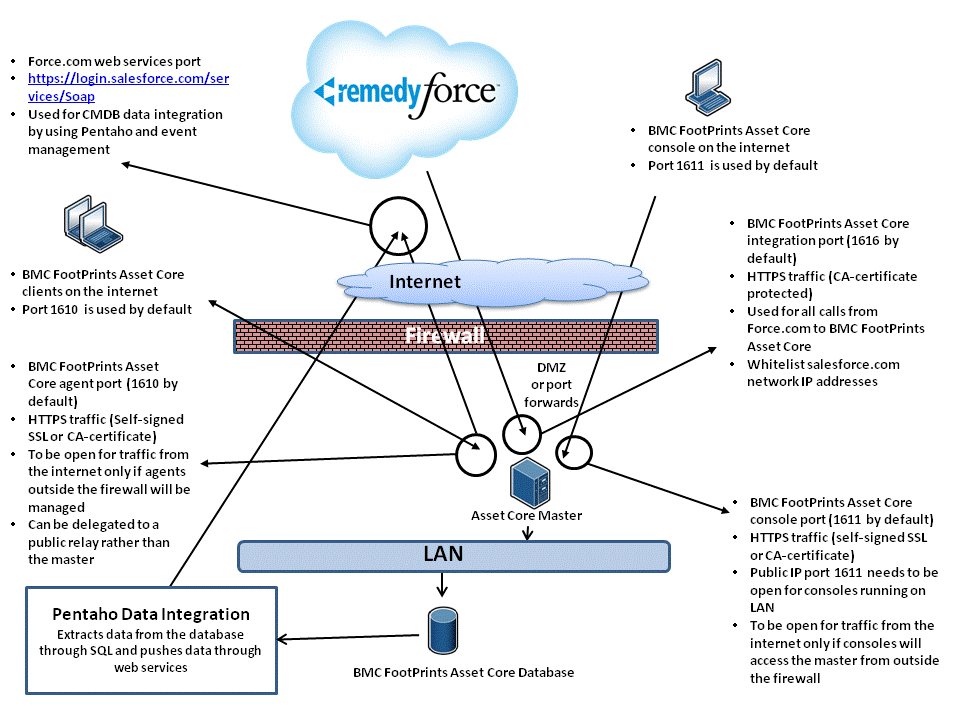 remedyforce
• Force.com web services port
• https://login.salesforce.com/ser
vices/Soap
• Used for CMDB data integration
by using Pentaho and event
management
• BMC FootPrints Asset Core
console on the internet
• Port 1611 is used by default
• BMC FootPrints Asset Core
clients on the internet
• Port 1610 is used by default
Internet
Firewall
• BMC FootPrints Asset Core
integration port (1616 by
default)
• HTTPS traffic (CA-certificate
protected)
• Used for all calls from
Force.com to BMC FootPrints
Asset Core
• Whitelist salesforce.com
network IP addresses
DMZ
or port
forwards
• BMC FootPrints Asset
Core agent port (1610 by
default)
• HTTPS traffic (Self-signed
SSL or CA-certificate)
• To be open for traffic from
the internet only if agents
outside the firewall will be
managed
• Can be delegated to a
public relay rather than
the master
Asset Core Master
• BMC FootPrints Asset Core
console port (1611 by default)
• HTTPS traffic (self-signed SSL
or CA-certificate)
• Public IP port 1611 needs to be
open for consoles running on
LAN
• To be open for traffic from the
internet only if consoles will
access the master from outside
the firewall
LAN
Pentaho Data Integration
Extracts data from the database
through SQL and pushes data through
web services
BMC FootPrints Asset Core Database